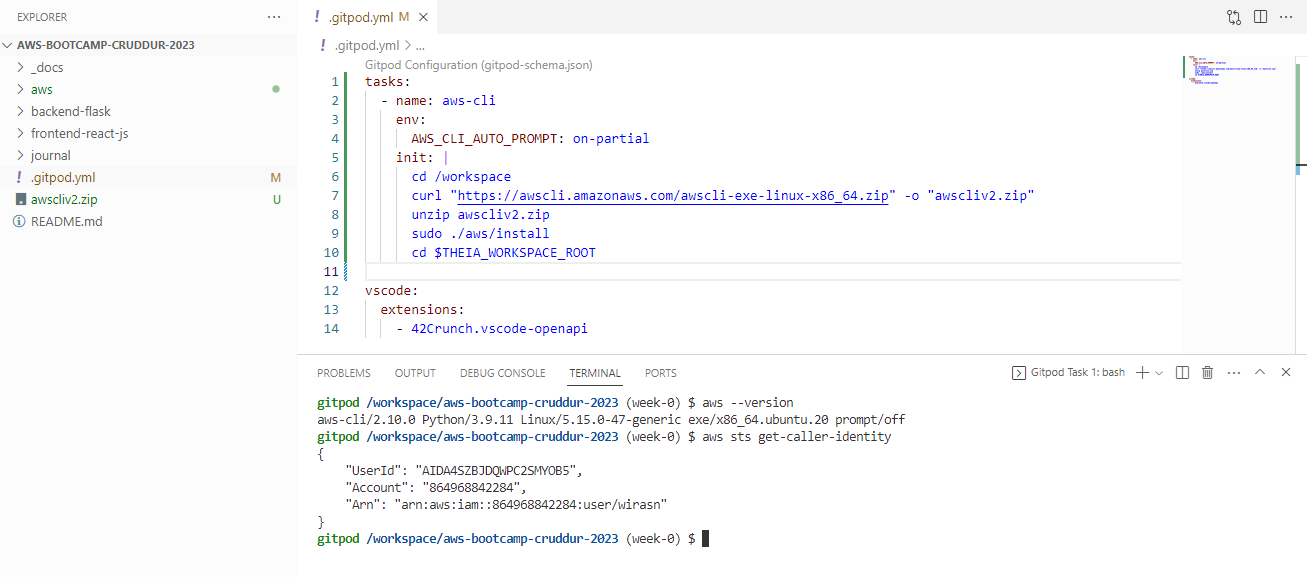 EXPLORER
AWS-BOOTCAMP-CRUDDUR-2023
_docs
aws
backend-flask
frontend-react-js
journal
.gitpod.yml M
awscliv2.zip U
README.md
.gitpod.yml M
.gitpod.yml > ...
Gitpod Configuration (gitpod-schema.json)
1 tasks:
2   - name: aws-cli
3     env:
4       AWS_CLI_AUTO_PROMPT: on-partial
5     init: |
6       cd /workspace
7       curl "https://awscli.amazonaws.com/awscli-exe-linux-x86_64.zip" -o "awscliv2.zip"
8       unzip awscliv2.zip
9       sudo ./aws/install
10       cd $THEIA_WORKSPACE_ROOT
11
12 vscode:
13   extensions:
14     - 42Crunch.vscode-openapi
PROBLEMS OUTPUT DEBUG CONSOLE TERMINAL PORTS Gitpod Task 1: bash
gitpod /workspace/aws-bootcamp-cruddur-2023 (week-0) $ aws --version
aws-cli/2.10.0 Python/3.9.11 Linux/5.15.0-47-generic exe/x86_64.ubuntu.20 prompt/off
gitpod /workspace/aws-bootcamp-cruddur-2023 (week-0) $ aws sts get-caller-identity
{
    "UserId": "AIDA4SZBJDQWPC2SMYOB5",
    "Account": "864968842284",
    "Arn": "arn:aws:iam::864968842284:user/wirasn"
}
gitpod /workspace/aws-bootcamp-cruddur-2023 (week-0) $